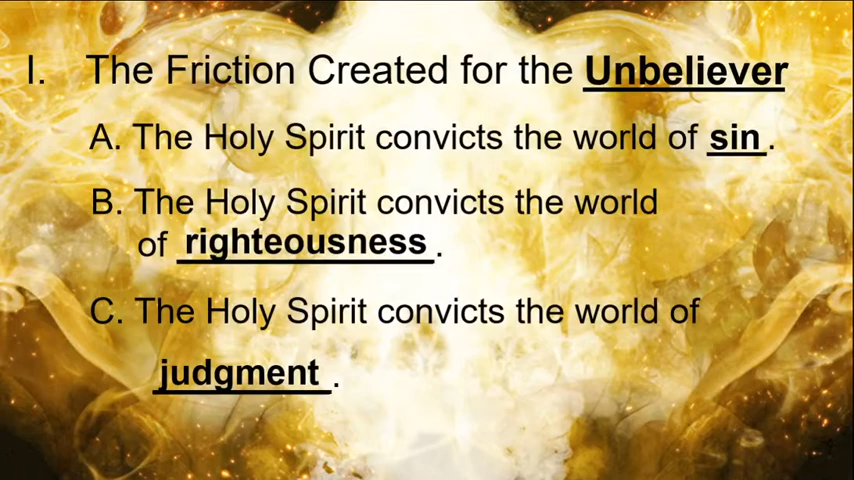 I. The Friction Created for the Unbeliever
A. The Holy Spirit convicts the world of sin.
B. The Holy Spirit convicts the world
of righteousness.
C. The Holy Spirit convicts the world of
judgment.